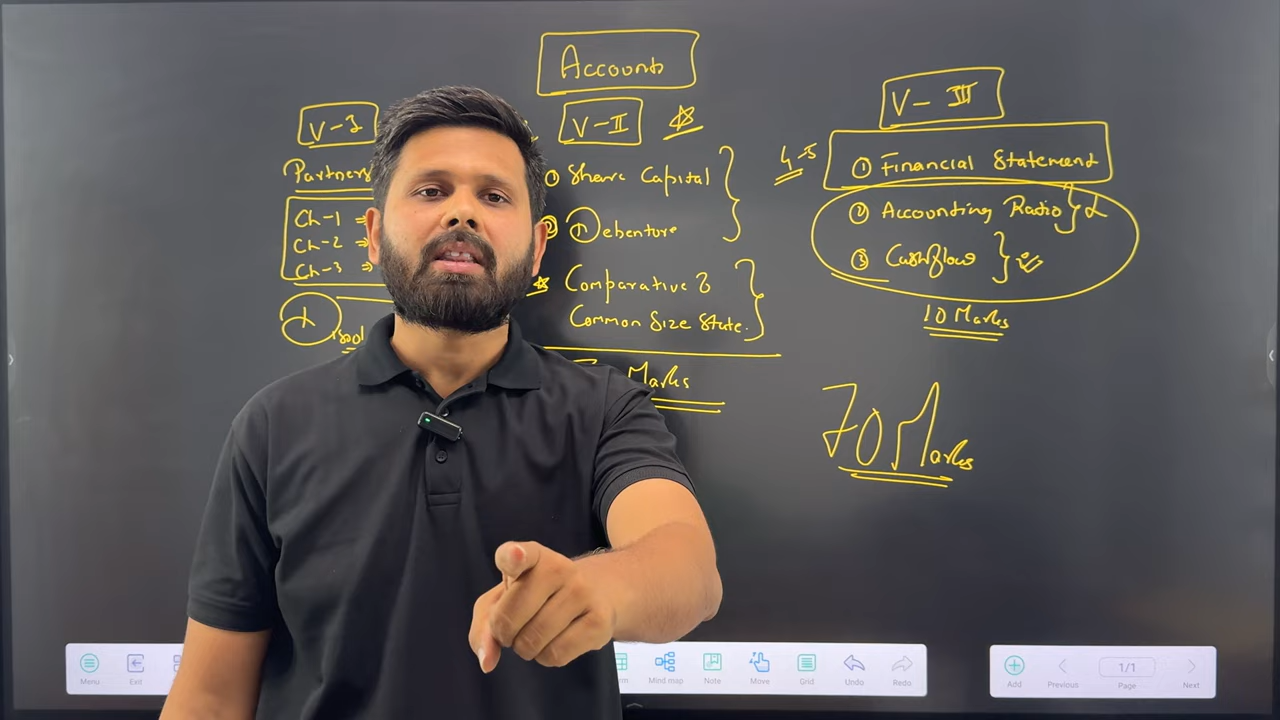 Accounts
V-I
Partners
Ch-1 ⇒
Ch-2
Ch-3 ⇒
V-II
① Share Capital
② Debenture
Comparative &
Common Size State.
Marks
V-III
4-5
① Financial Statement
② Accounting Ratio
③ Cashflow
10 Marks
70 Marks
Menu
Exit
Mind map
Note
Move
Grid
Undo
Redo
Add
Previous
1/1
Page
Next